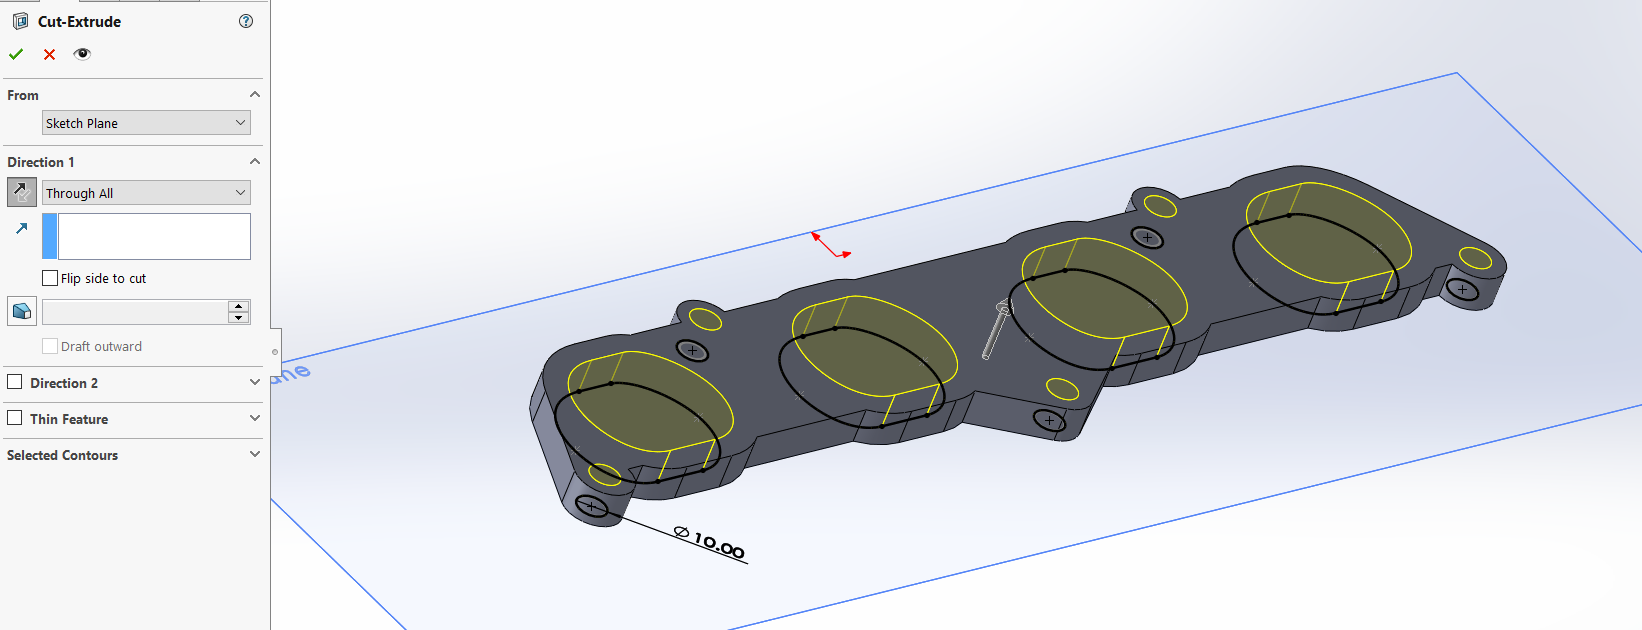 Cut-Extrude
From
Sketch Plane
Direction 1
Through All
Flip side to cut
Draft outward
Direction 2
Thin Feature
Selected Contours
⌀ 10.00